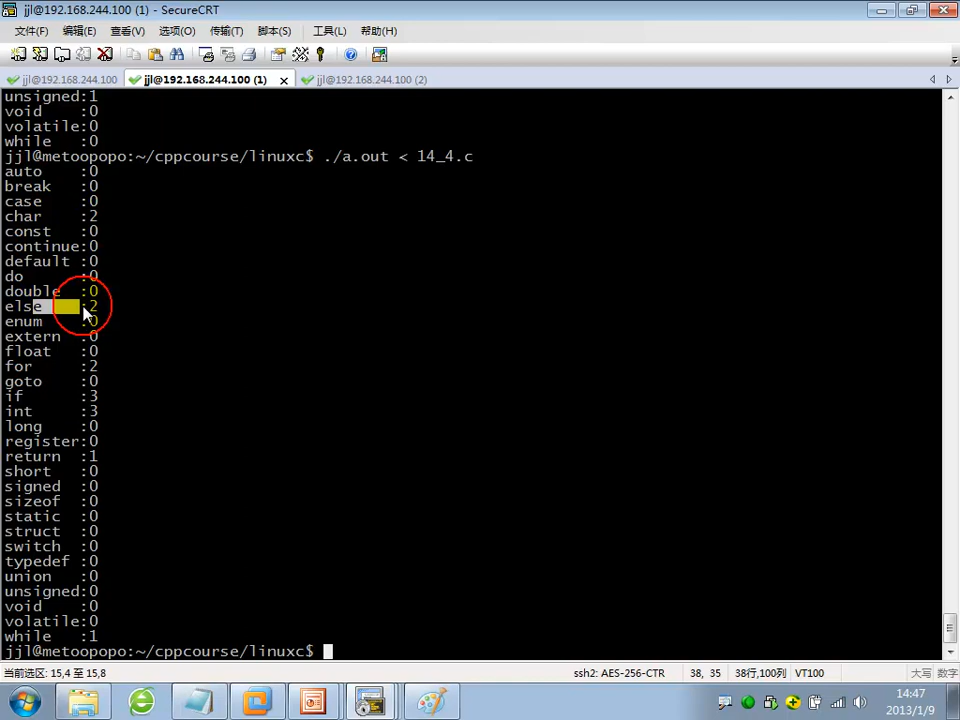 jjl@192.168.244.100 (1) - SecureCRT
文件(F) 编辑(E) 查看(V) 选项(O) 传输(T) 脚本(S) 工具(L) 帮助(H)
jjl@192.168.244.100 jjl@192.168.244.100 (1) jjl@192.168.244.100 (2)
unsigned:1
void    :0
volatile:0
while   :0
jjl@metoopopo:~/cppcourse/linuxc$ ./a.out < 14_4.c
auto    :0
break   :0
case    :0
char    :2
const   :0
continue:0
default :0
do      :0
double  :0
else    :2
enum    :0
extern  :0
float   :0
for     :2
goto    :0
if      :3
int     :3
long    :0
register:0
return  :1
short   :0
signed  :0
sizeof  :0
static  :0
struct  :0
switch  :0
typedef :0
union   :0
unsigned:0
void    :0
volatile:0
while   :1
jjl@metoopopo:~/cppcourse/linuxc$
当前选区: 15,4 至 15,8 ssh2: AES-256-CTR 38, 35 38行,100列 VT100 大写 数字
14:47
2013/1/9